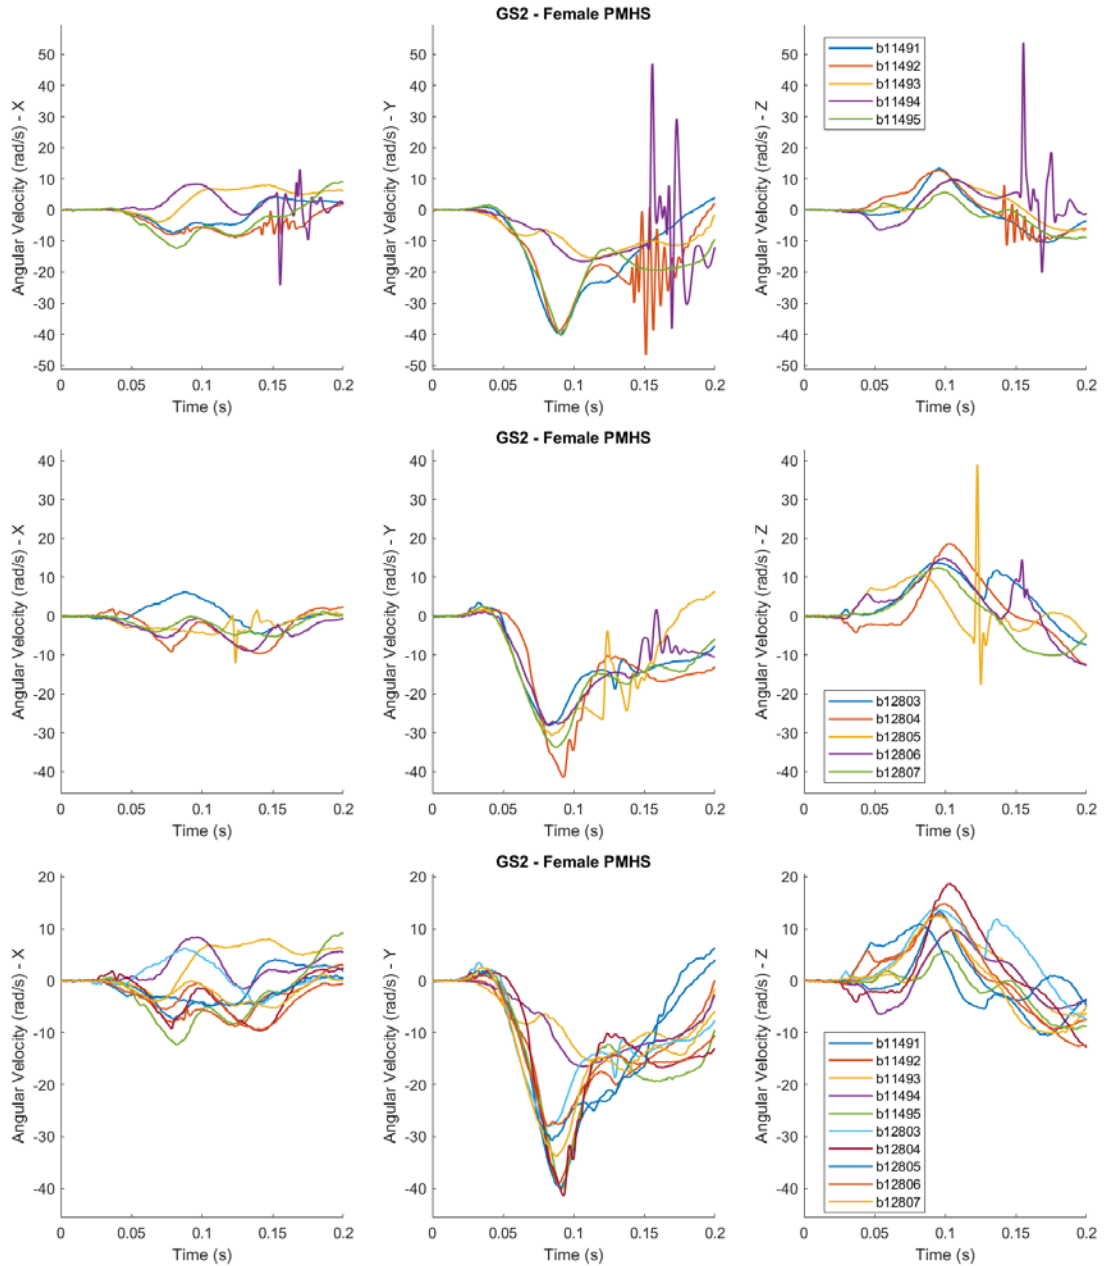 GS2 - Female PMHS
Angular Velocity (rad/s) - X
50
40
30
20
10
0
-10
-20
-30
-40
-50
0 0.05 0.1 0.15 0.2
Time (s)
Angular Velocity (rad/s) - Y
50
40
30
20
10
0
-10
-20
-30
-40
-50
0 0.05 0.1 0.15 0.2
Time (s)
Angular Velocity (rad/s) - Z
50
40
30
20
10
0
-10
-20
-30
-40
-50
0 0.05 0.1 0.15 0.2
Time (s)
b11491
b11492
b11493
b11494
b11495
GS2 - Female PMHS
Angular Velocity (rad/s) - X
40
30
20
10
0
-10
-20
-30
-40
0 0.05 0.1 0.15 0.2
Time (s)
Angular Velocity (rad/s) - Y
40
30
20
10
0
-10
-20
-30
-40
0 0.05 0.1 0.15 0.2
Time (s)
Angular Velocity (rad/s) - Z
40
30
20
10
0
-10
-20
-30
-40
0 0.05 0.1 0.15 0.2
Time (s)
b12803
b12804
b12805
b12806
b12807
GS2 - Female PMHS
Angular Velocity (rad/s) - X
20
10
0
-10
-20
-30
-40
0 0.05 0.1 0.15 0.2
Time (s)
Angular Velocity (rad/s) - Y
20
10
0
-10
-20
-30
-40
0 0.05 0.1 0.15 0.2
Time (s)
Angular Velocity (rad/s) - Z
20
10
0
-10
-20
-30
-40
0 0.05 0.1 0.15 0.2
Time (s)
b11491
b11492
b11493
b11494
b11495
b12803
b12804
b12805
b12806
b12807